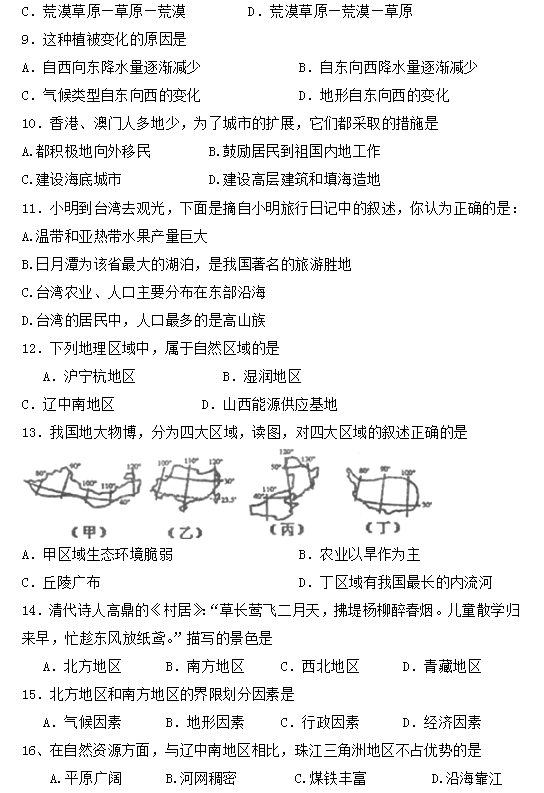 C. 荒漠草原—草原—荒漠 D. 荒漠草原—荒漠—草原
9. 这种植被变化的原因是
A. 自西向东降水量逐渐减少 B. 自东向西降水量逐渐减少
C. 气候类型自东向西的变化 D. 地形自东向西的变化
10. 香港、澳门人多地少，为了城市的扩展，它们都采取的措施是
A.都积极地向外移民 B.鼓励居民到祖国内地工作
C.建设海底城市 D.建设高层建筑和填海造地
11. 小明到台湾去观光，下面是摘自小明旅行日记中的叙述，你认为正确的是：
A.温带和亚热带水果产量巨大
B.日月潭为该省最大的湖泊，是我国著名的旅游胜地
C.台湾农业、人口主要分布在东部沿海
D.台湾的居民中，人口最多的是高山族
12. 下列地理区域中，属于自然区域的是
A. 沪宁杭地区 B. 湿润地区
C. 辽中南地区 D. 山西能源供应基地
13. 我国地大物博，分为四大区域，读图，对四大区域的叙述正确的是
80° 90° 100° 110° 120° 40° 100° 110° 120° 30° 23.5° 120° 130° 50° 110° 40° 80° 90° 100° 30°
（甲） （乙） （丙） （丁）
A. 甲区域生态环境脆弱 B. 农业以旱作为主
C. 丘陵广布 D. 丁区域有我国最长的内流河
14. 清代诗人高鼎的《村居》：“草长莺飞二月天，拂堤杨柳醉春烟。儿童散学归
来早，忙趁东风放纸鸢。”描写的景色是
A. 北方地区 B. 南方地区 C. 西北地区 D. 青藏地区
15. 北方地区和南方地区的界限划分因素是
A. 气候因素 B. 地形因素 C. 行政因素 D. 经济因素
16、在自然资源方面，与辽中南地区相比，珠江三角洲地区不占优势的是
A.平原广阔 B.河网稠密 C.煤铁丰富 D.沿海靠江